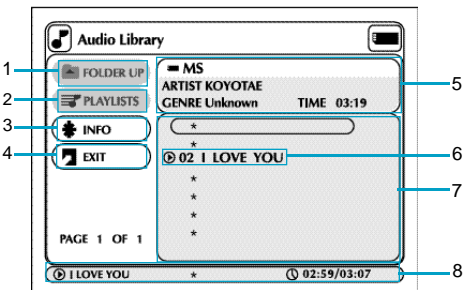 Audio Library
1 FOLDER UP
2 PLAYLISTS
3 INFO
4 EXIT
PAGE 1 OF 1
MS
ARTIST KOYOTAE
GENRE Unknown TIME 03:19
5
*
*
02 I LOVE YOU 6
*
*
*
*
7
I LOVE YOU * 02:59/03:07 8